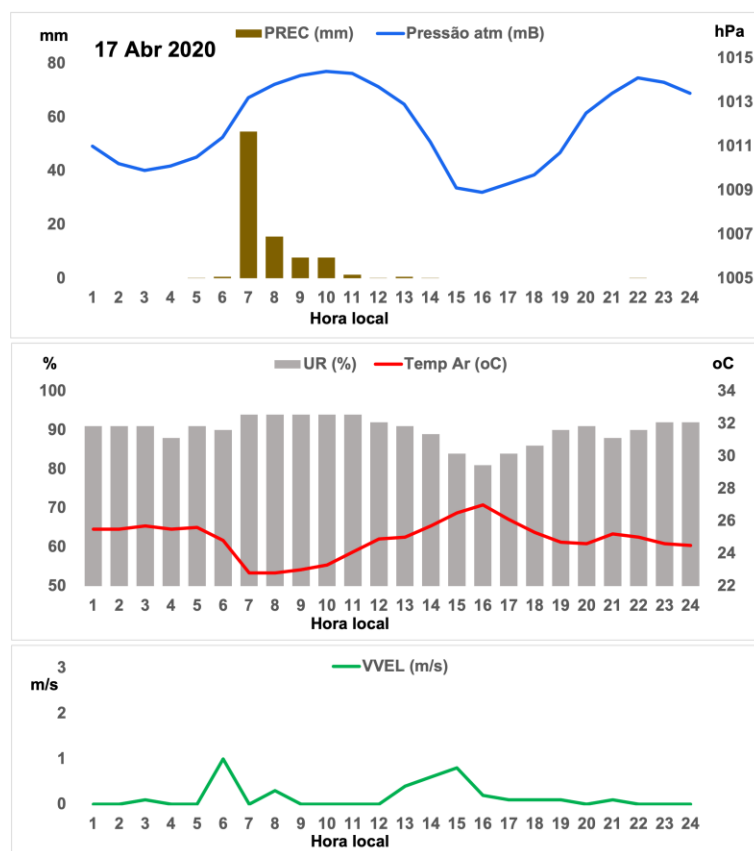 mm
PREC (mm) Pressão atm (mB)
hPa
17 Abr 2020
80
60
40
20
0
1015
1013
1011
1009
1007
1005
1 2 3 4 5 6 7 8 9 10 11 12 13 14 15 16 17 18 19 20 21 22 23 24
Hora local
%
UR (%) Temp Ar (oC)
oC
100
90
80
70
60
50
34
32
30
28
26
24
22
1 2 3 4 5 6 7 8 9 10 11 12 13 14 15 16 17 18 19 20 21 22 23 24
Hora local
VVEL (m/s)
m/s
3
2
1
0
1 2 3 4 5 6 7 8 9 10 11 12 13 14 15 16 17 18 19 20 21 22 23 24
Hora local